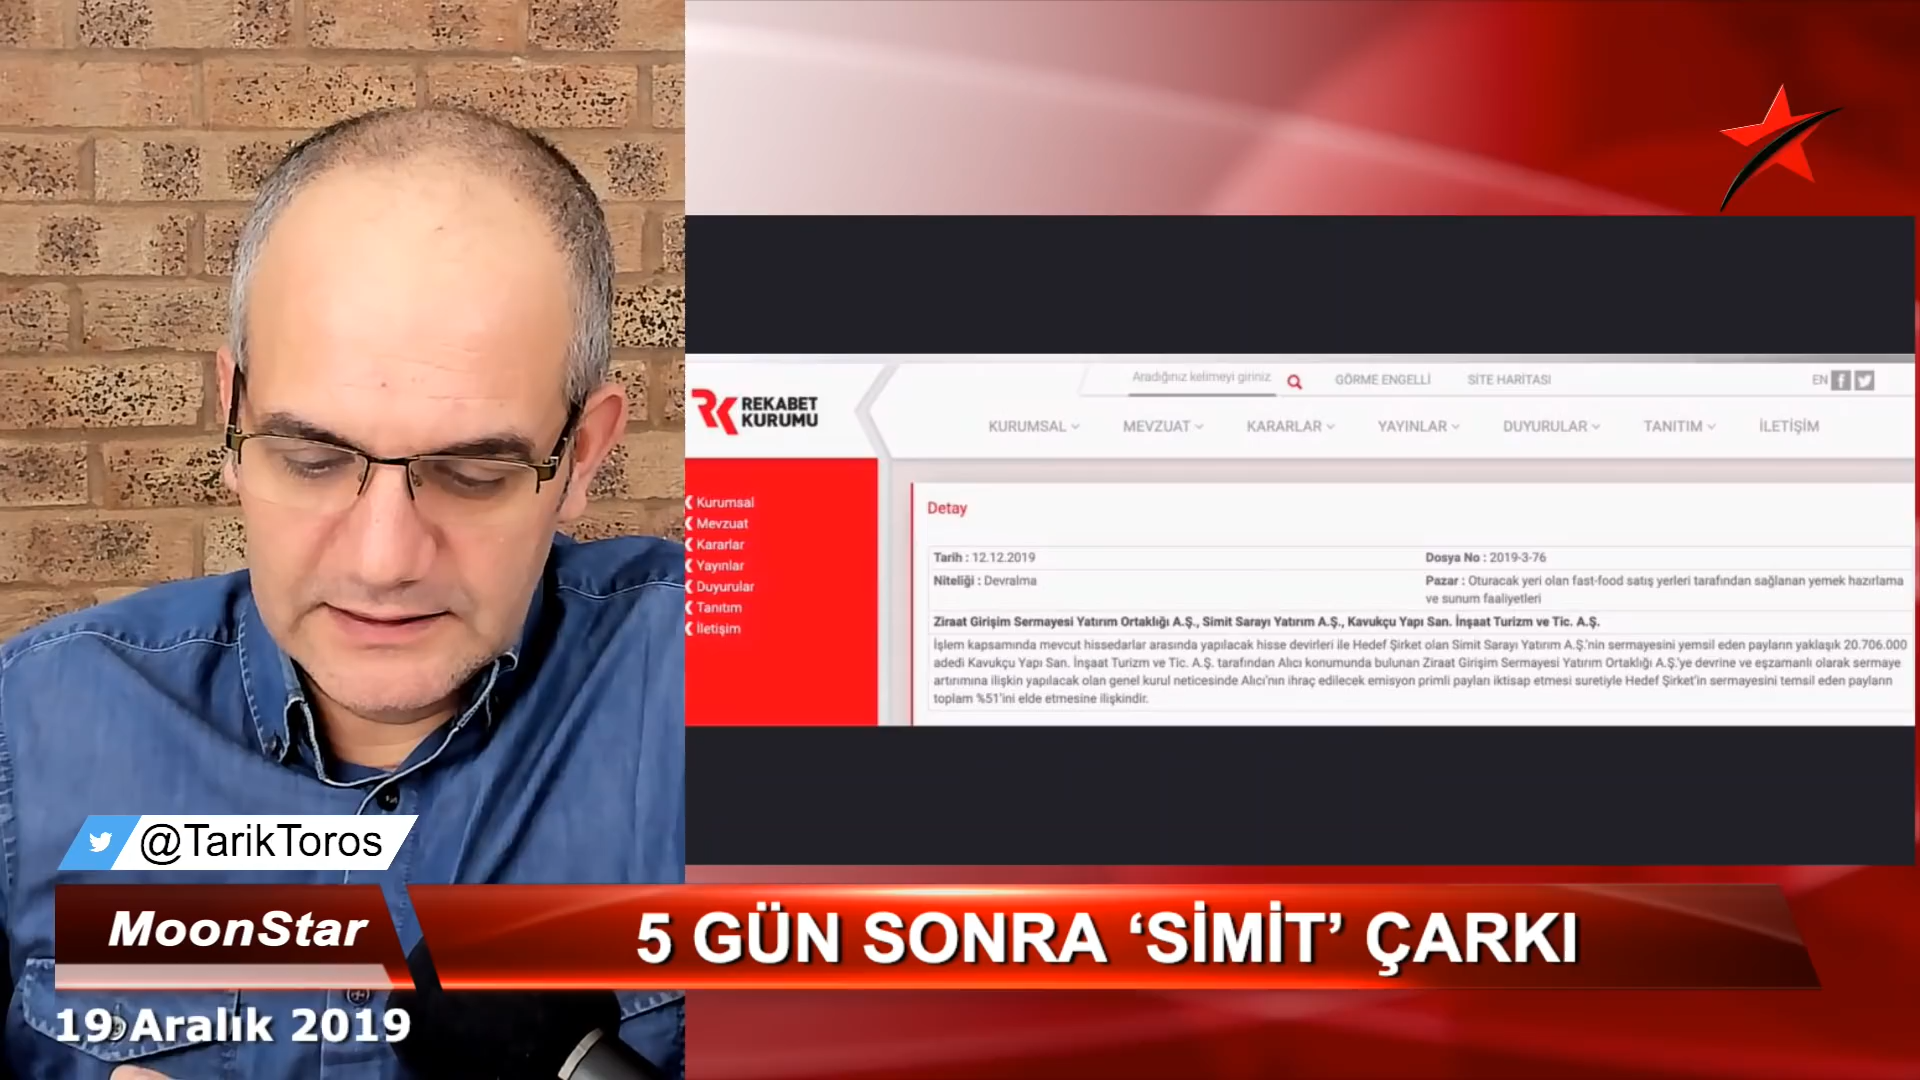 Aradığınız kelimeyi giriniz
GÖRME ENGELLİ
SİTE HARİTASI
EN
REKABET
KURUMU
KURUMSAL
MEVZUAT
KARARLAR
YAYINLAR
DUYURULAR
TANITIM
İLETİŞİM
Kurumsal
Mevzuat
Kararlar
Yayınlar
Duyurular
Tanıtım
İletişim
Detay
Tarih : 12.12.2019
Dosya No : 2019-3-76
Niteliği : Devralma
Pazar : Oturacak yeri olan fast-food satış yerleri tarafından sağlanan yemek hazırlama
ve sunum faaliyetleri
Ziraat Girişim Sermayesi Yatırım Ortaklığı A.Ş., Simit Sarayı Yatırım A.Ş., Kavukçu Yapı San. İnşaat Turizm ve Tic. A.Ş.
İşlem kapsamında mevcut hissedarlar arasında yapılacak hisse devirleri ile Hedef Şirket olan Simit Sarayı Yatırım A.Ş.'nin sermayesini yemsil eden payların yaklaşık 20.706.000
adedi Kavukçu Yapı San. İnşaat Turizm ve Tic. A.Ş. tarafından Alıcı konumunda bulunan Ziraat Girişim Sermayesi Yatırım Ortaklığı A.Ş.'ye devrine ve eşzamanlı olarak sermaye
artırımına ilişkin yapılacak olan genel kurul neticesinde Alıcı'nın ihraç edilecek emisyon primli payları iktisap etmesi suretiyle Hedef Şirket'in sermayesini temsil eden payların
toplam %51'ini elde etmesine ilişkindir.
@TarikToros
MoonStar
5 GÜN SONRA ‘SİMİT’ ÇARKI
19 Aralık 2019